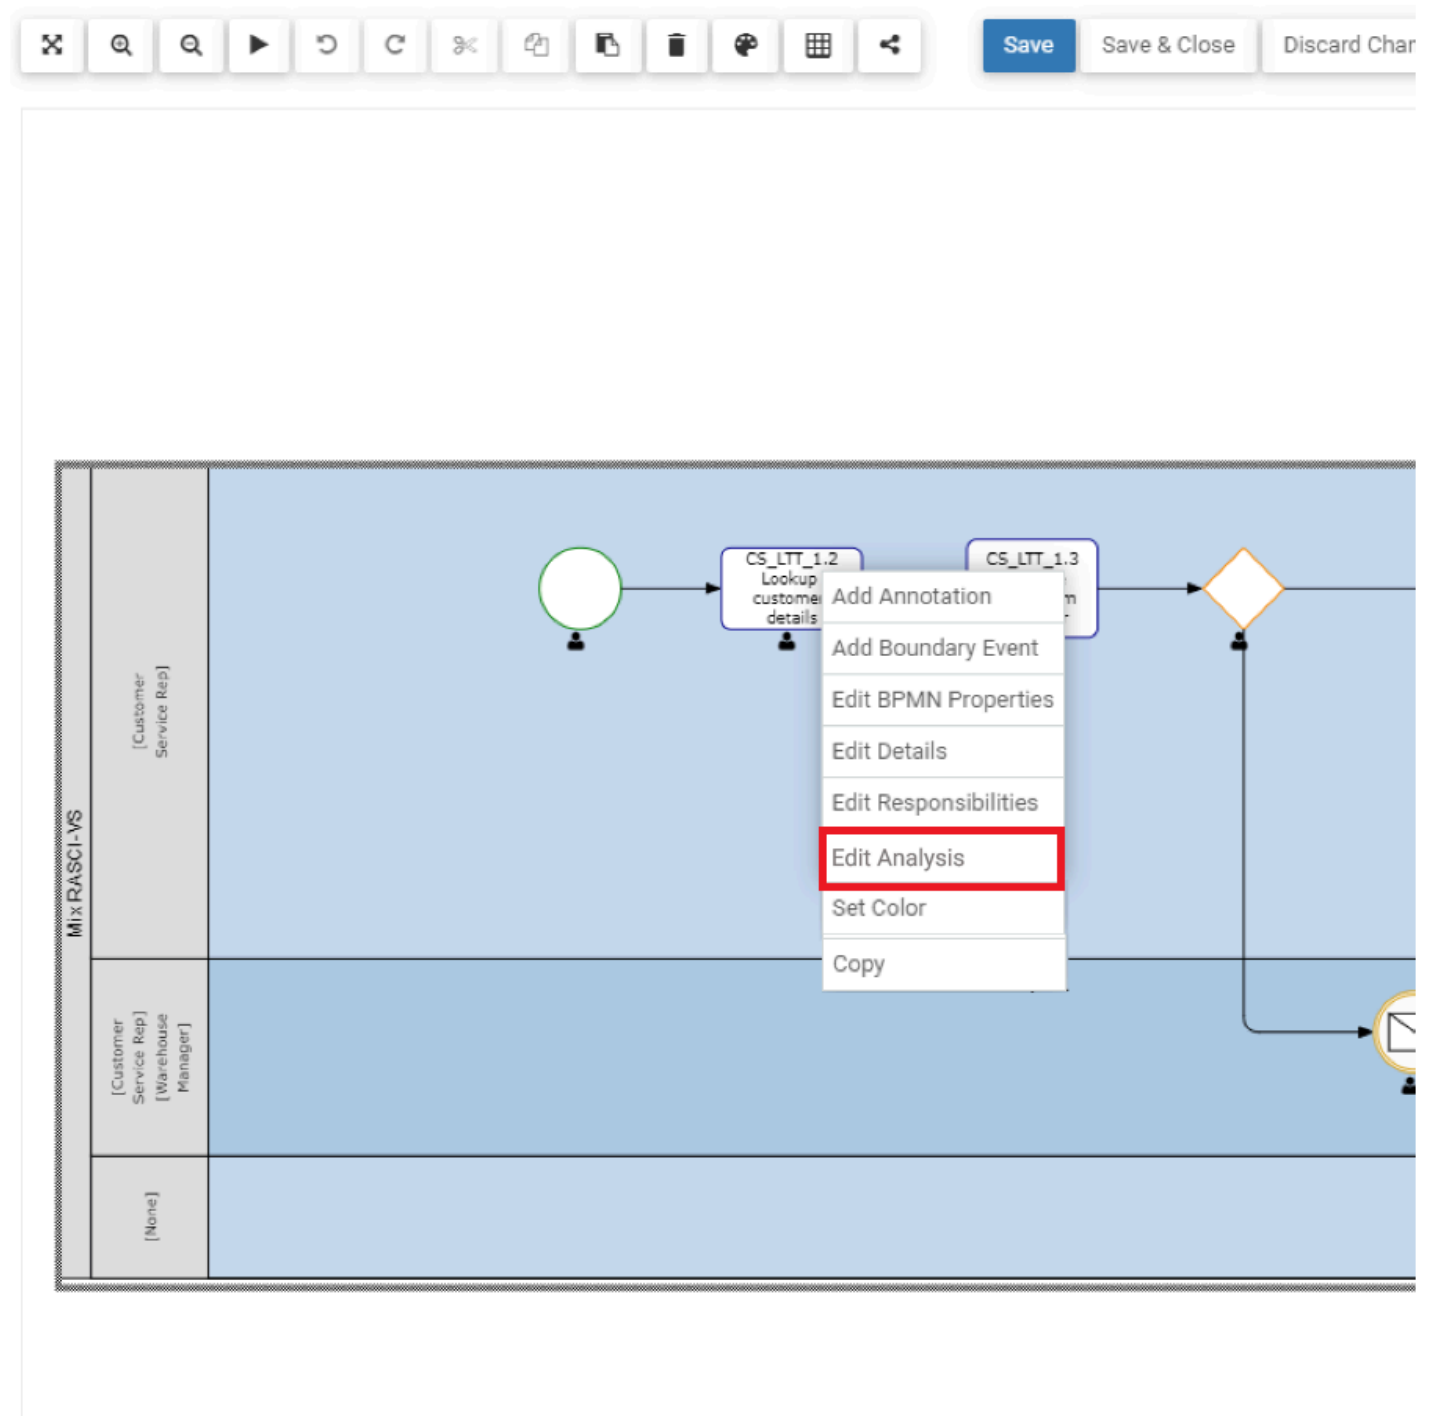 Save
Save & Close
Discard Char
CS_LTT_1.2
Lookup
customer
details
CS_LTT_1.3
m
r
Add Annotation
Add Boundary Event
Edit BPMN Properties
Edit Details
Edit Responsibilities
Edit Analysis
Set Color
Copy
Mix RASCI-VS
[Customer
Service Rep]
[Customer
Service Rep]
[Warehouse
Manager]
[None]